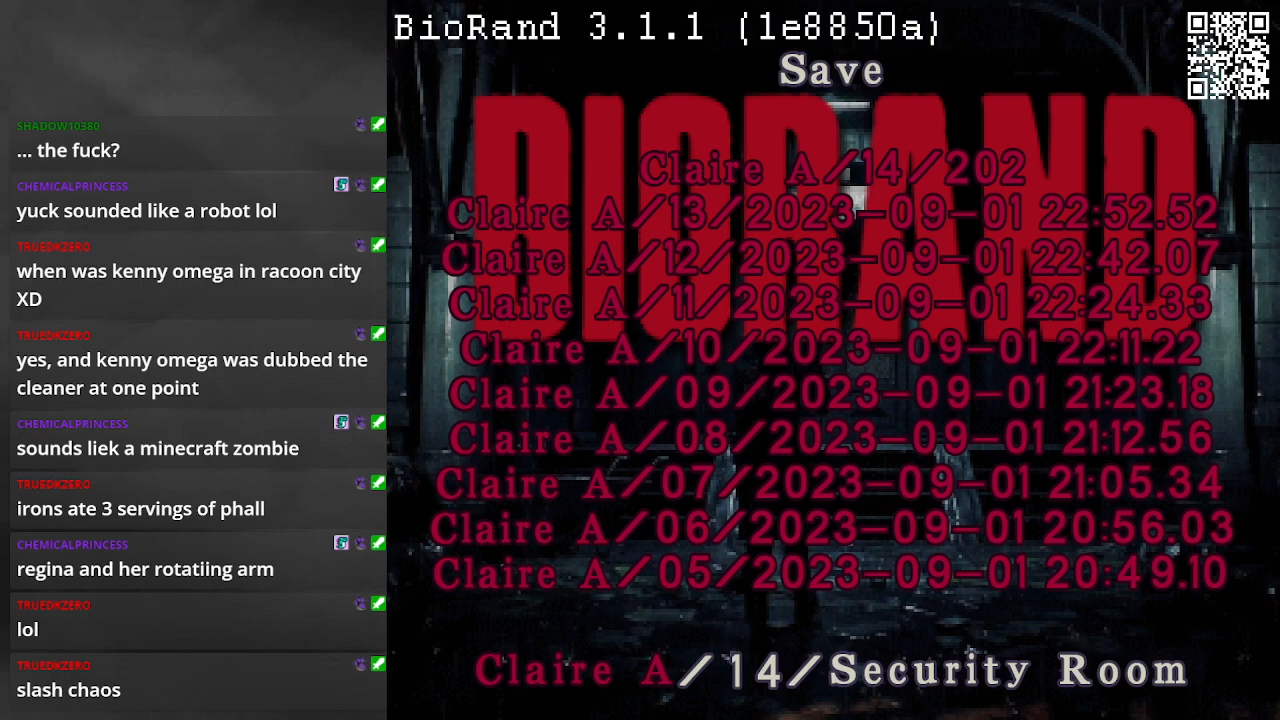 SHADOW10380
... the fuck?
CHEMICALPRINCESS
yuck sounded like a robot lol
TRUEDKZERO
when was kenny omega in racoon city
XD
TRUEDKZERO
yes, and kenny omega was dubbed the
cleaner at one point
CHEMICALPRINCESS
sounds liek a minecraft zombie
TRUEDKZERO
irons ate 3 servings of phall
CHEMICALPRINCESS
regina and her rotatiing arm
TRUEDKZERO
lol
TRUEDKZERO
slash chaos
BioRand 3.1.1 (1e8850a)
Save
BIORAND
Claire A/14/202
Claire A/13/2023-09-01 22:52.52
Claire A/12/2023-09-01 22:42.07
Claire A/11/2023-09-01 22:24.33
Claire A/10/2023-09-01 22:11.22
Claire A/09/2023-09-01 21:23.18
Claire A/08/2023-09-01 21:12.56
Claire A/07/2023-09-01 21:05.34
Claire A/06/2023-09-01 20:56.03
Claire A/05/2023-09-01 20:49.10
Claire A/14/Security Room